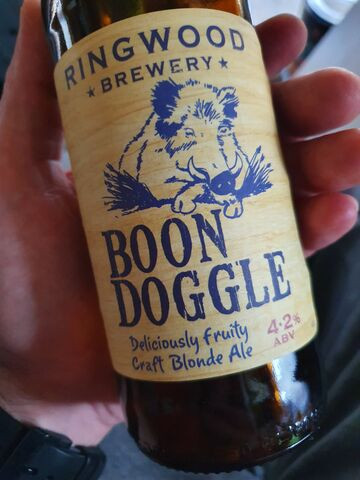 RINGWOOD
★ BREWERY ★
BOON
DOGGLE
Deliciously fruity
Craft Blonde Ale
4.2%
ABV